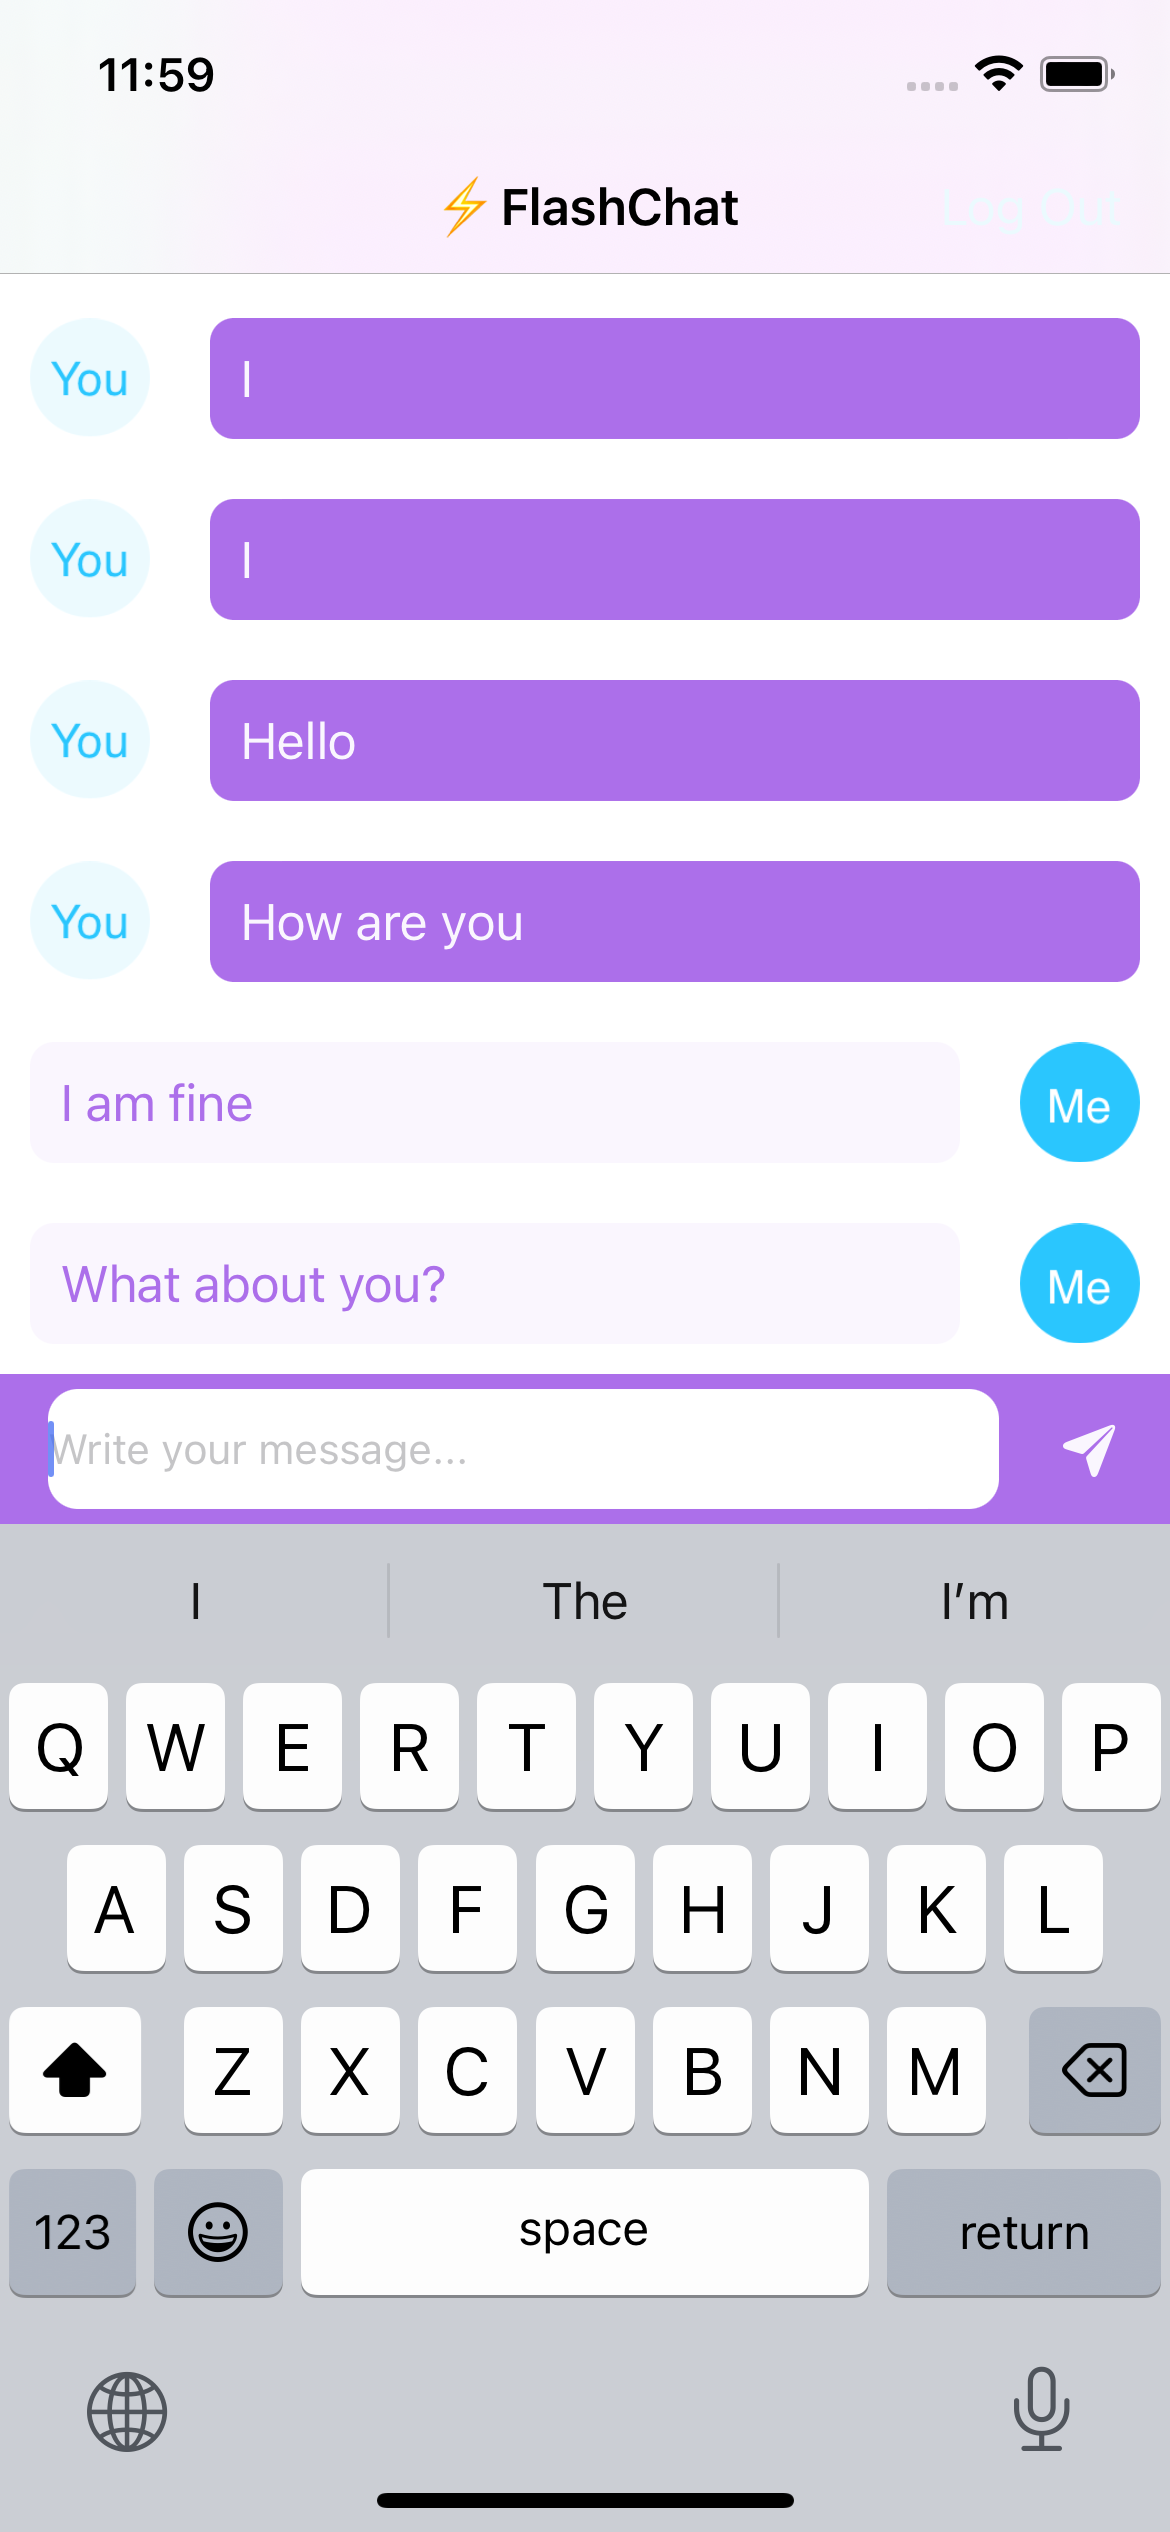 11:59
⚡️FlashChat
Log Out
You
I
You
I
You
Hello
You
How are you
I am fine
Me
What about you?
Me
Write your message...
I The I’m
Q W E R T Y U I O P
A S D F G H J K L
Z X C V B N M
123 space return